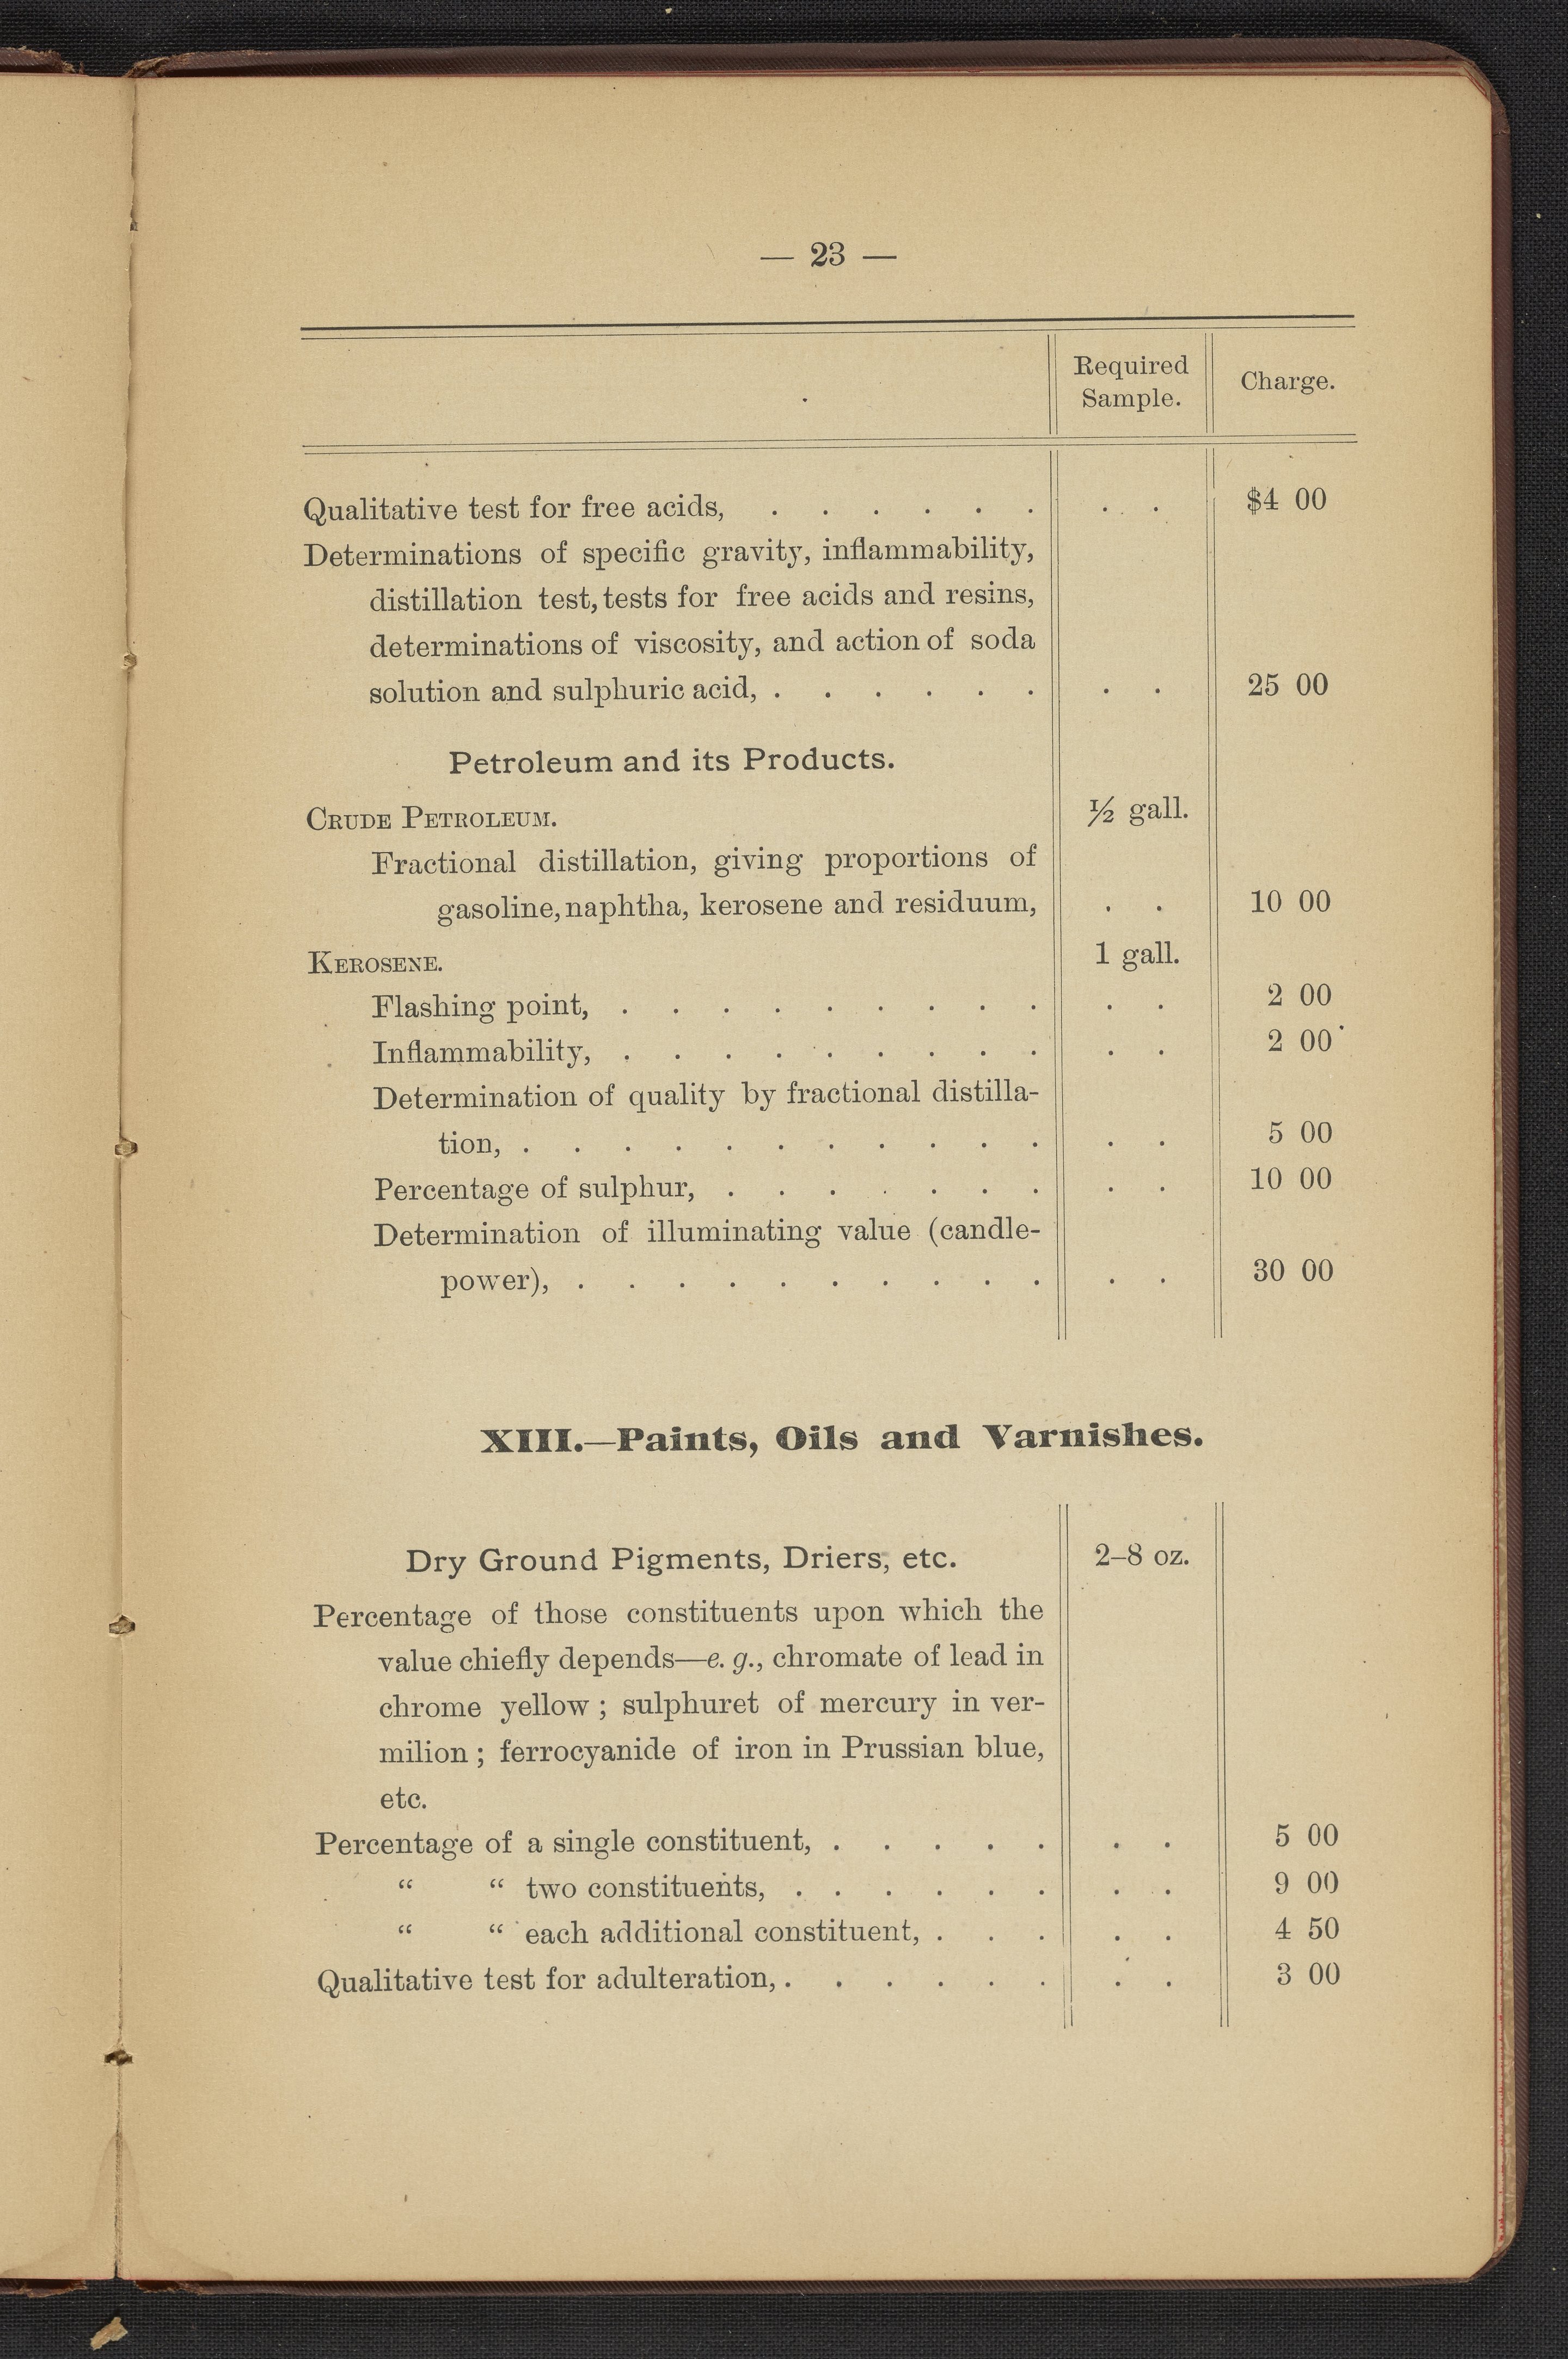 — 23 —
Required
Sample.
Charge.
Qualitative test for free acids, . . . . . . . . $4 00
Determinations of specific gravity, inflammability,
distillation test, tests for free acids and resins,
determinations of viscosity, and action of soda
solution and sulphuric acid, . . . . . . . . 25 00
Petroleum and its Products.
CRUDE PETROLEUM. ½ gall.
Fractional distillation, giving proportions of
gasoline, naphtha, kerosene and residuum, . . 10 00
KEROSENE. 1 gall.
Flashing point, . . . . . . . . . . . 2 00
Inflammability, . . . . . . . . . . . 2 00
Determination of quality by fractional distilla-
tion, . . . . . . . . . . . . . 5 00
Percentage of sulphur, . . . . . . . . . 10 00
Determination of illuminating value (candle-
power), . . . . . . . . . . . . 30 00
XIII.—Paints, Oils and Varnishes.
Dry Ground Pigments, Driers, etc. 2–8 oz.
Percentage of those constituents upon which the
value chiefly depends—e. g., chromate of lead in
chrome yellow ; sulphuret of mercury in ver-
milion ; ferrocyanide of iron in Prussian blue,
etc.
Percentage of a single constituent, . . . . . . . 5 00
“ “ two constituents, . . . . . . . . 9 00
“ “ each additional constituent, . . . . . 4 50
Qualitative test for adulteration, . . . . . . . . 3 00